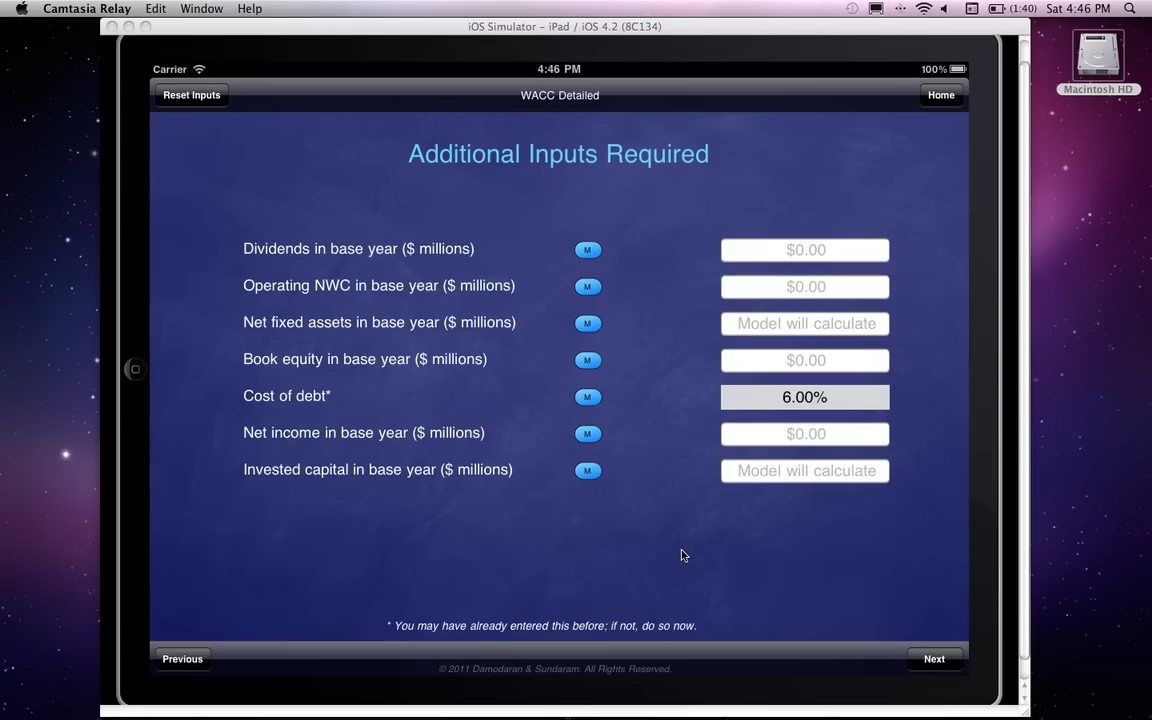 Camtasia Relay Edit Window Help (1:40) Sat 4:46 PM
iOS Simulator – iPad / iOS 4.2 (8C134)
Macintosh HD
Carrier 4:46 PM 100%
Reset Inputs WACC Detailed Home
Additional Inputs Required
Dividends in base year ($ millions) M $0.00
Operating NWC in base year ($ millions) M $0.00
Net fixed assets in base year ($ millions) M Model will calculate
Book equity in base year ($ millions) M $0.00
Cost of debt* M 6.00%
Net income in base year ($ millions) M $0.00
Invested capital in base year ($ millions) M Model will calculate
* You may have already entered this before; if not, do so now.
Previous Next
© 2011 Damodaran & Sundaram. All Rights Reserved.